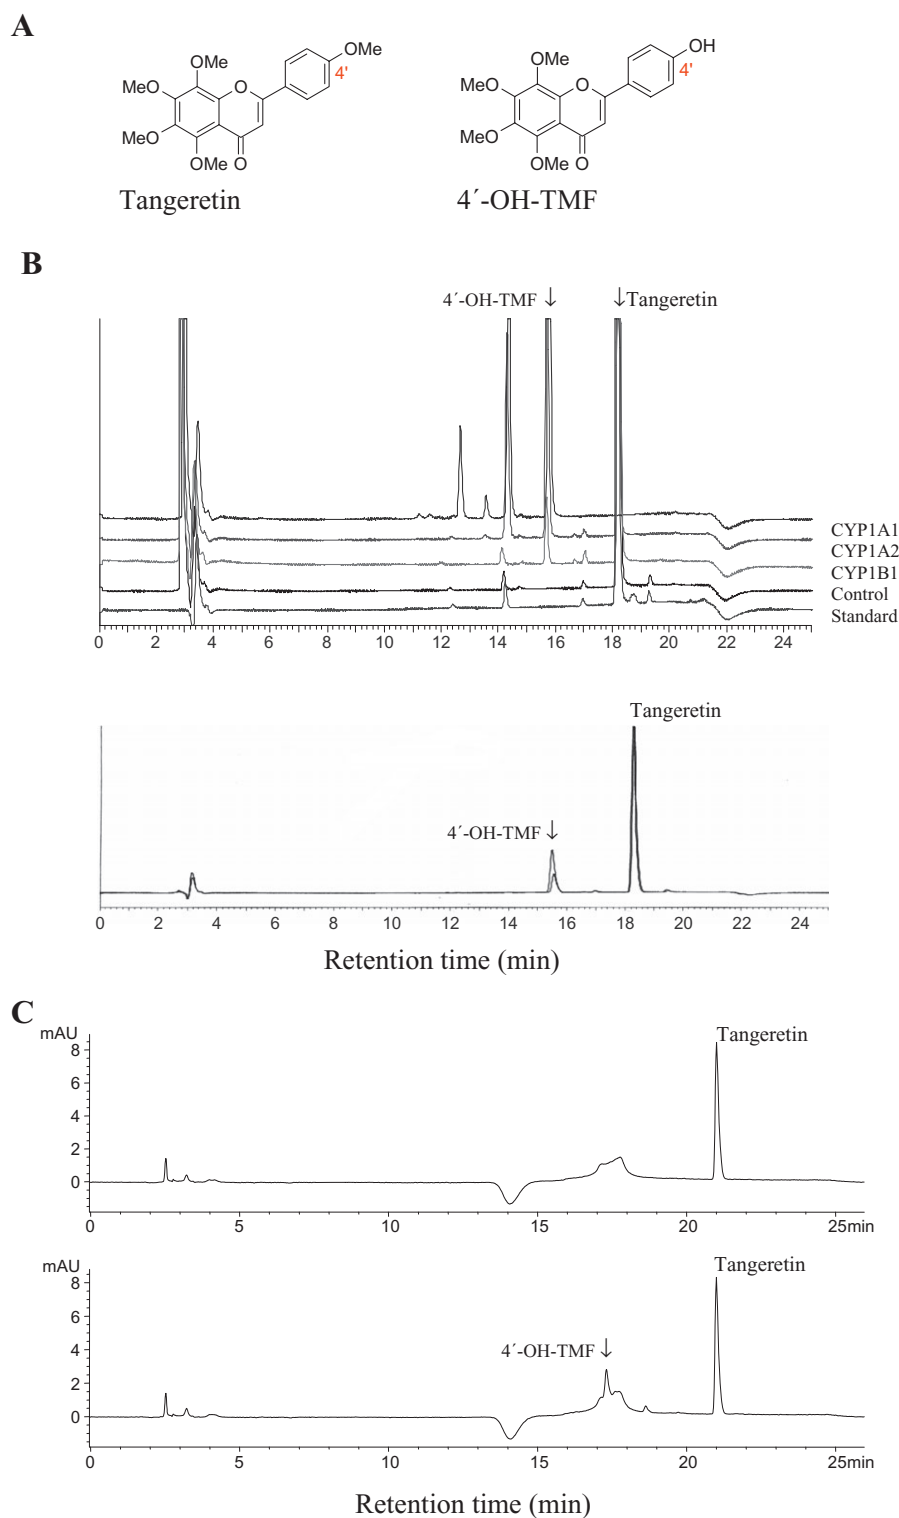 A
OMe
OMe
MeO
O
4'
MeO
OMe
O
Tangeretin
OH
OMe
MeO
O
4'
MeO
OMe
O
4´-OH-TMF
B
4´-OH-TMF ↓ ↓Tangeretin
CYP1A1
CYP1A2
CYP1B1
Control
Standard
0 2 4 6 8 10 12 14 16 18 20 22 24
Tangeretin
4´-OH-TMF ↓
0 2 4 6 8 10 12 14 16 18 20 22 24
Retention time (min)
C
mAU
Tangeretin
8
6
4
2
0
0 5 10 15 20 25min
mAU
Tangeretin
8
6
4
4´-OH-TMF ↓
2
0
0 5 10 15 20 25min
Retention time (min)